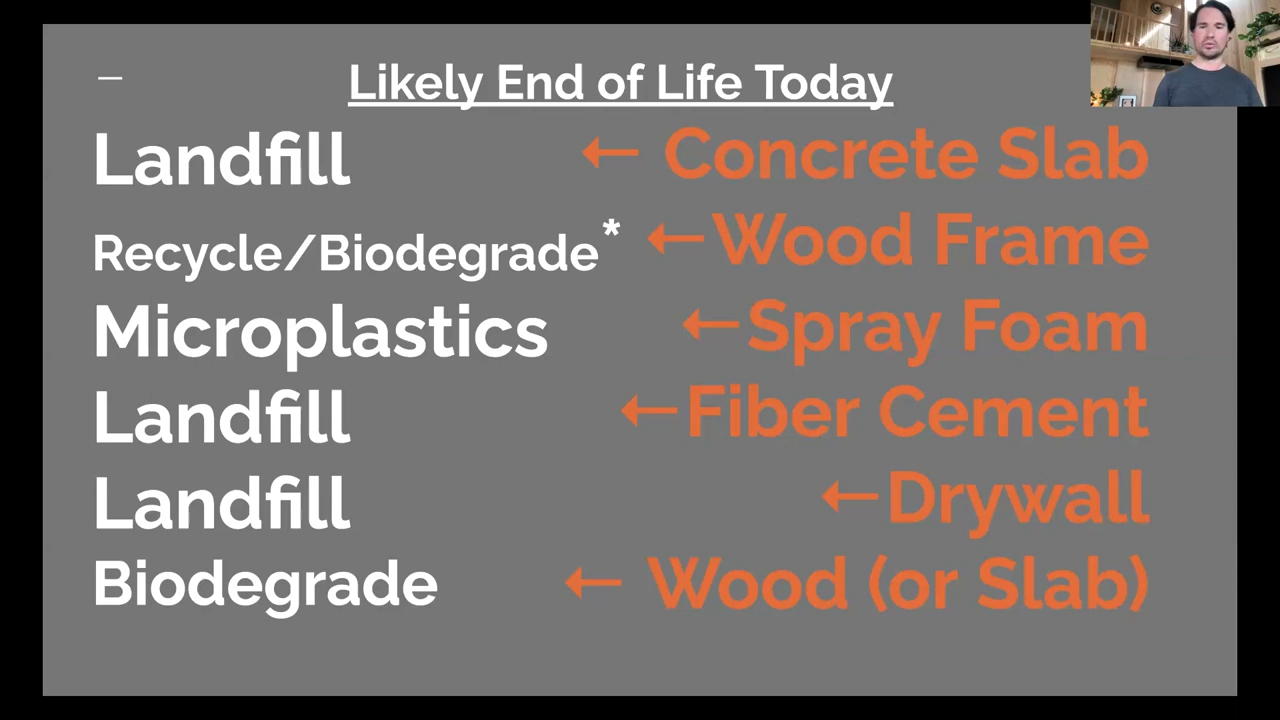 Likely End of Life Today
Landfill ← Concrete Slab
Recycle/Biodegrade* ← Wood Frame
Microplastics ← Spray Foam
Landfill ← Fiber Cement
Landfill ← Drywall
Biodegrade ← Wood (or Slab)